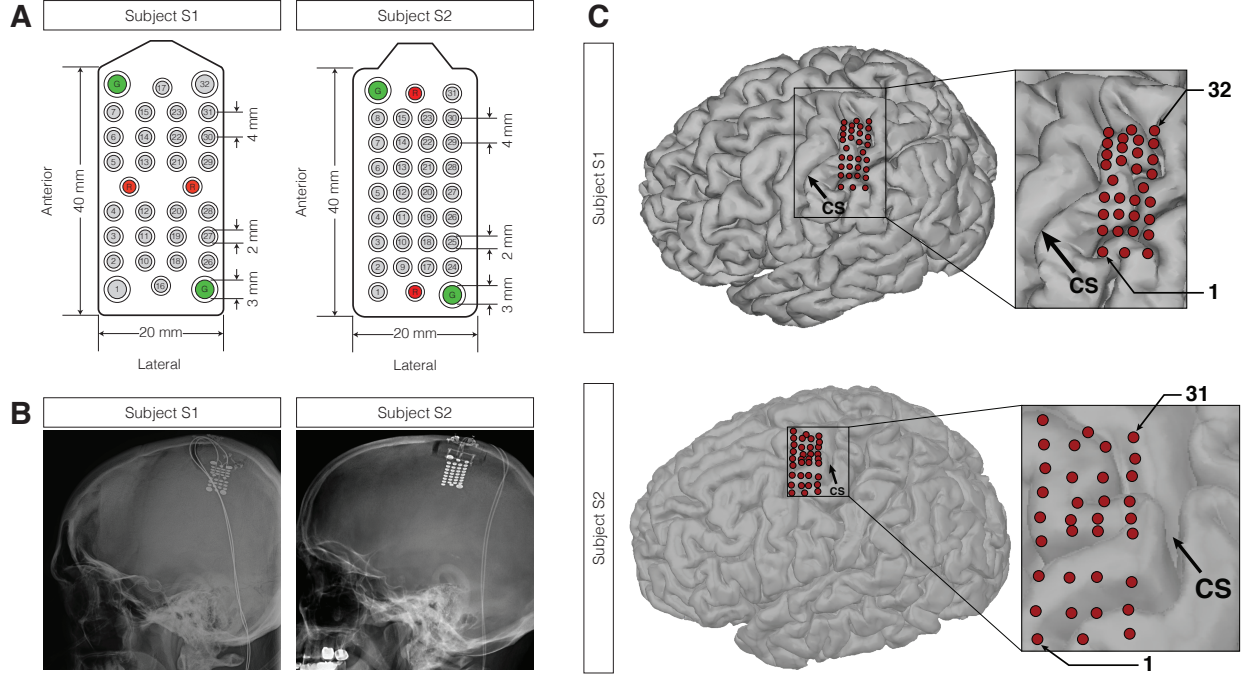 A
Subject S1
Subject S2
C
G
17
32
7 15 23 31
6 14 22 30
5 13 21 29
R R
4 12 20 28
3 11 19 27
2 10 18 26
1 16 G
Anterior
40 mm
4 mm
2 mm
3 mm
20 mm
Lateral
G R 31
8 15 23 30
7 14 22 29
6 13 21 28
5 12 20 27
4 11 19 26
3 10 18 25
2 9 17 24
1 R G
Anterior
40 mm
4 mm
2 mm
3 mm
20 mm
Lateral
B
Subject S1
Subject S2
Subject S1
CS
32
CS
1
Subject S2
CS
31
CS
1